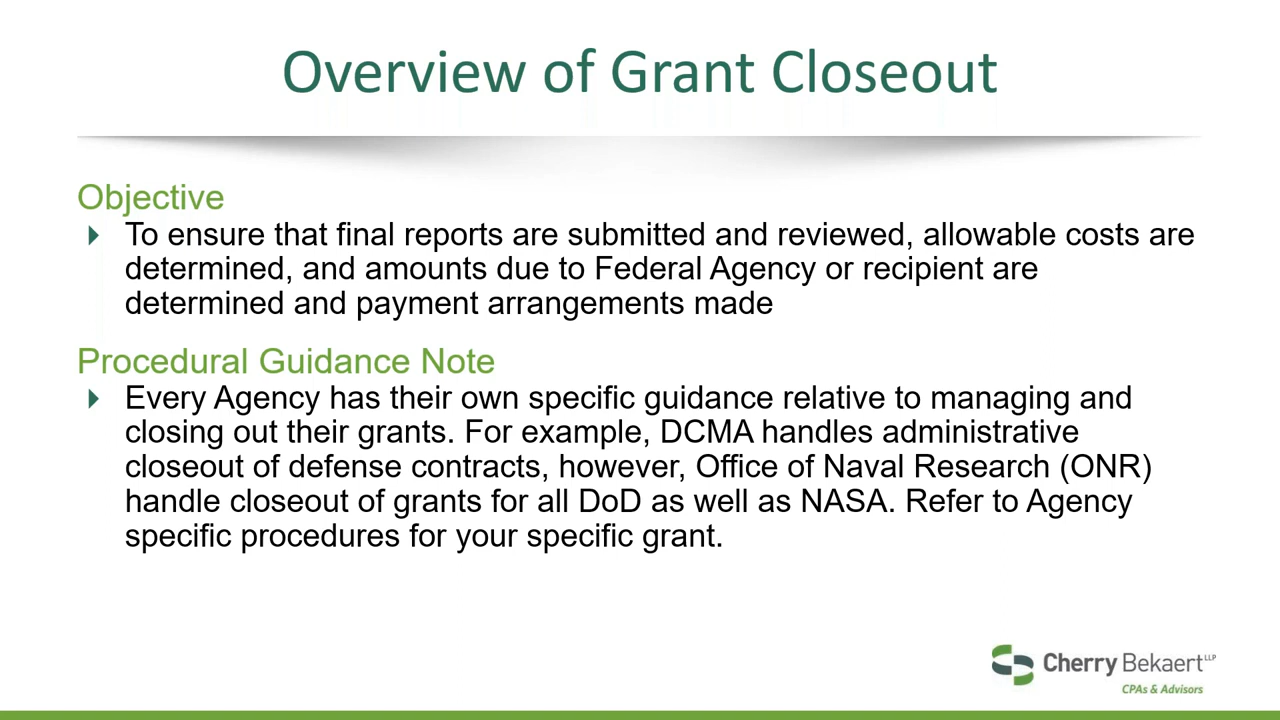 Overview of Grant Closeout
Objective
To ensure that final reports are submitted and reviewed, allowable costs are
determined, and amounts due to Federal Agency or recipient are
determined and payment arrangements made
Procedural Guidance Note
Every Agency has their own specific guidance relative to managing and
closing out their grants. For example, DCMA handles administrative
closeout of defense contracts, however, Office of Naval Research (ONR)
handle closeout of grants for all DoD as well as NASA. Refer to Agency
specific procedures for your specific grant.
Cherry Bekaert LLP
CPAs & Advisors